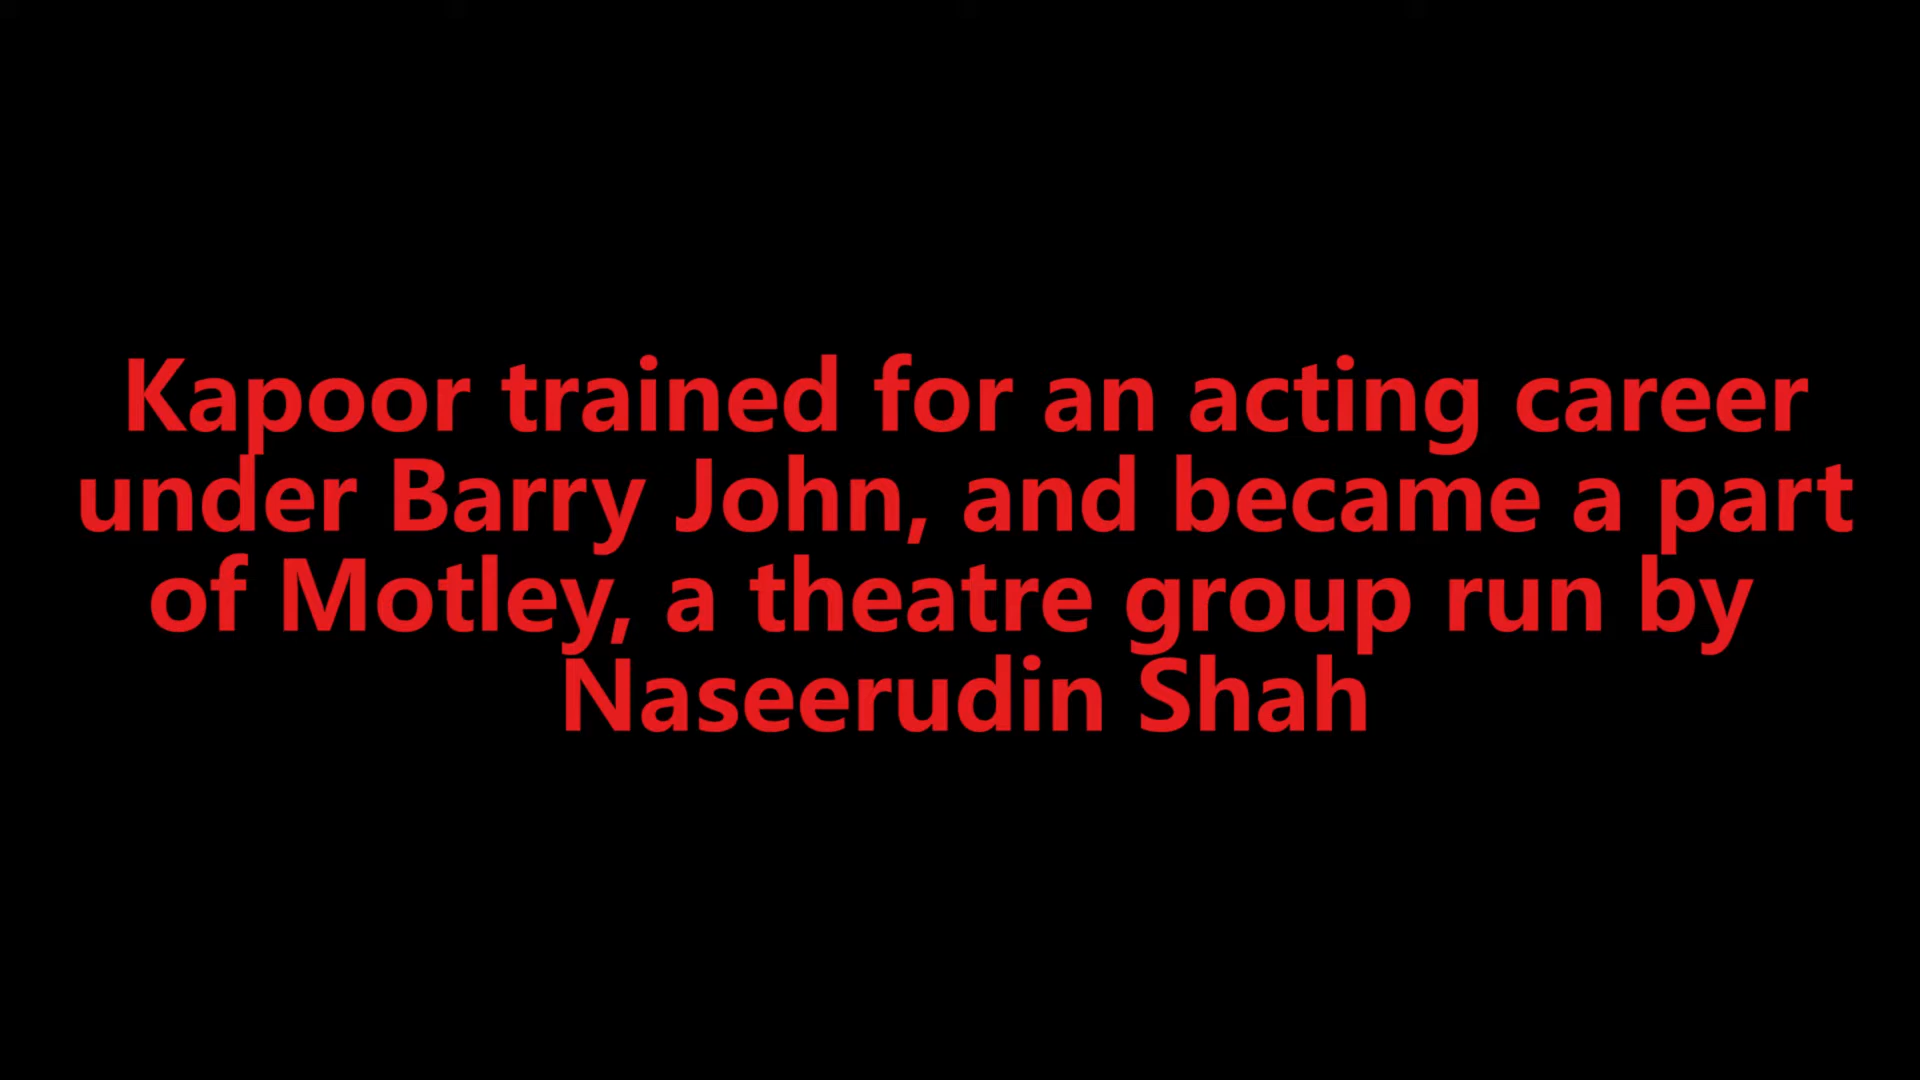 Kapoor trained for an acting career
under Barry John, and became a part
of Motley, a theatre group run by
Naseerudin Shah